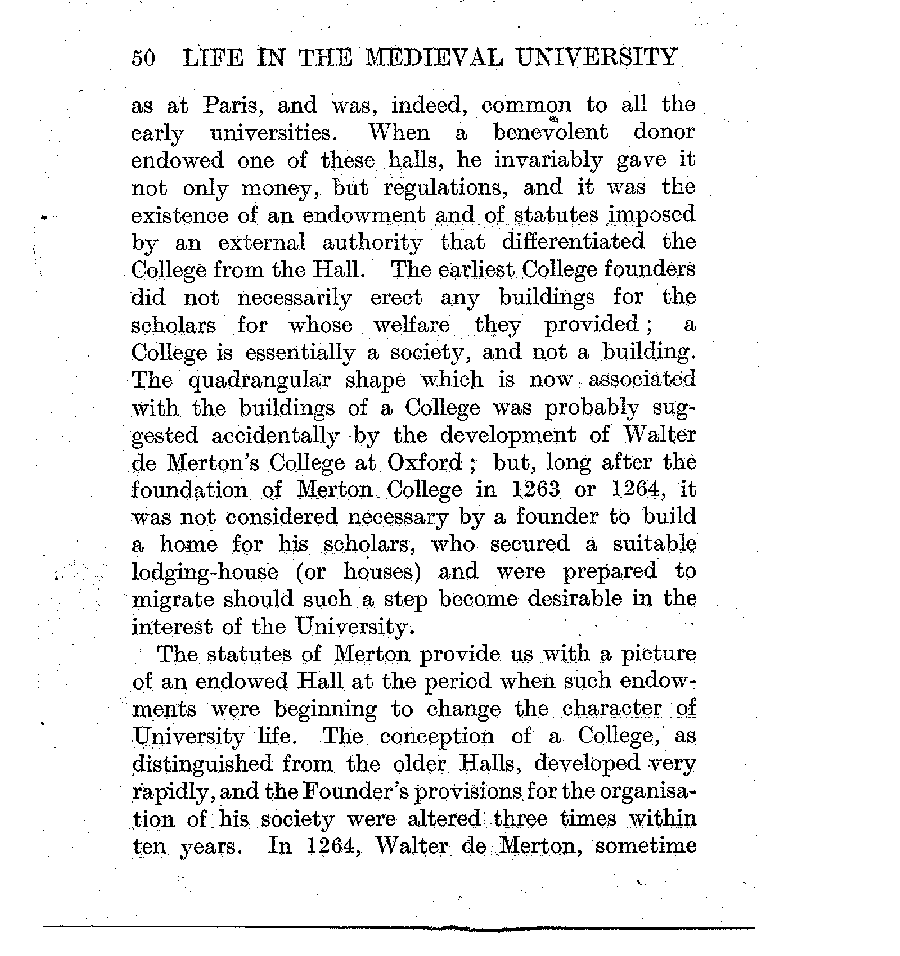 50 LIFE IN THE MEDIEVAL UNIVERSITY
as at Paris, and was, indeed, common to all the
early universities. When a benevolent donor
endowed one of these halls, he invariably gave it
not only money, but regulations, and it was the
existence of an endowment and of statutes imposed
by an external authority that differentiated the
College from the Hall. The earliest College founders
did not necessarily erect any buildings for the
scholars for whose welfare they provided ; a
College is essentially a society, and not a building.
The quadrangular shape which is now associated
with the buildings of a College was probably sug-
gested accidentally by the development of Walter
de Merton's College at Oxford ; but, long after the
foundation of Merton College in 1263 or 1264, it
was not considered necessary by a founder to build
a home for his scholars, who secured a suitable
lodging-house (or houses) and were prepared to
migrate should such a step become desirable in the
interest of the University.
The statutes of Merton provide us with a picture
of an endowed Hall at the period when such endow-
ments were beginning to change the character of
University life. The conception of a College, as
distinguished from the older Halls, developed very
rapidly, and the Founder's provisions for the organisa-
tion of his society were altered three times within
ten years. In 1264, Walter de Merton, sometime